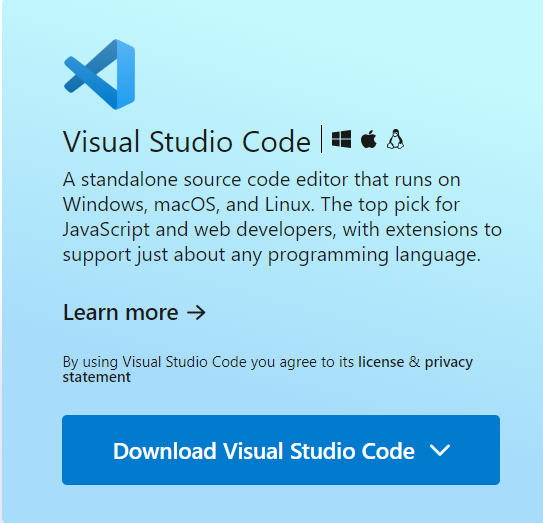 Visual Studio Code
A standalone source code editor that runs on
Windows, macOS, and Linux. The top pick for
JavaScript and web developers, with extensions to
support just about any programming language.
Learn more →
By using Visual Studio Code you agree to its license & privacy
statement
Download Visual Studio Code